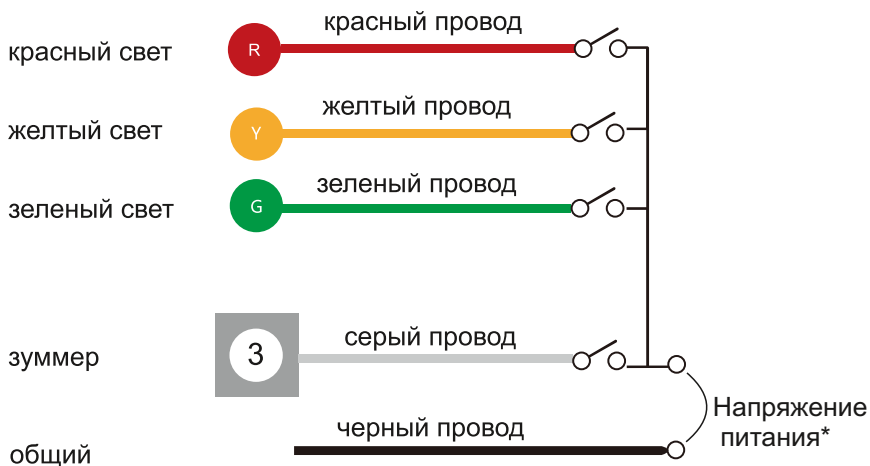 красный провод
красный свет
R
желтый провод
желтый свет
Y
зеленый провод
зеленый свет
G
серый провод
зуммер
З
Напряжение
питания*
черный провод
общий